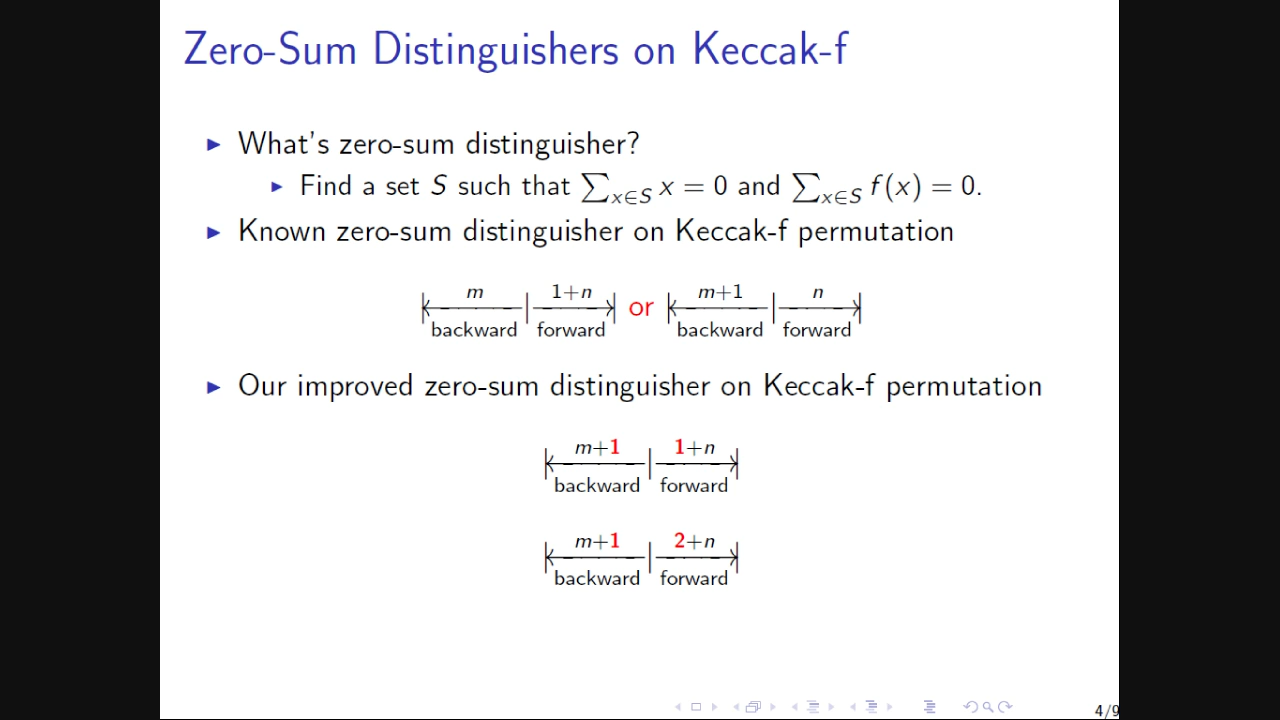 Zero-Sum Distinguishers on Keccak-f
What's zero-sum distinguisher?
Find a set S such that ∑x∈S x = 0 and ∑x∈S f(x) = 0.
Known zero-sum distinguisher on Keccak-f permutation
m 1+n or m+1 n
backward forward backward forward
Our improved zero-sum distinguisher on Keccak-f permutation
m+1 1+n
backward forward
m+1 2+n
backward forward
4/9